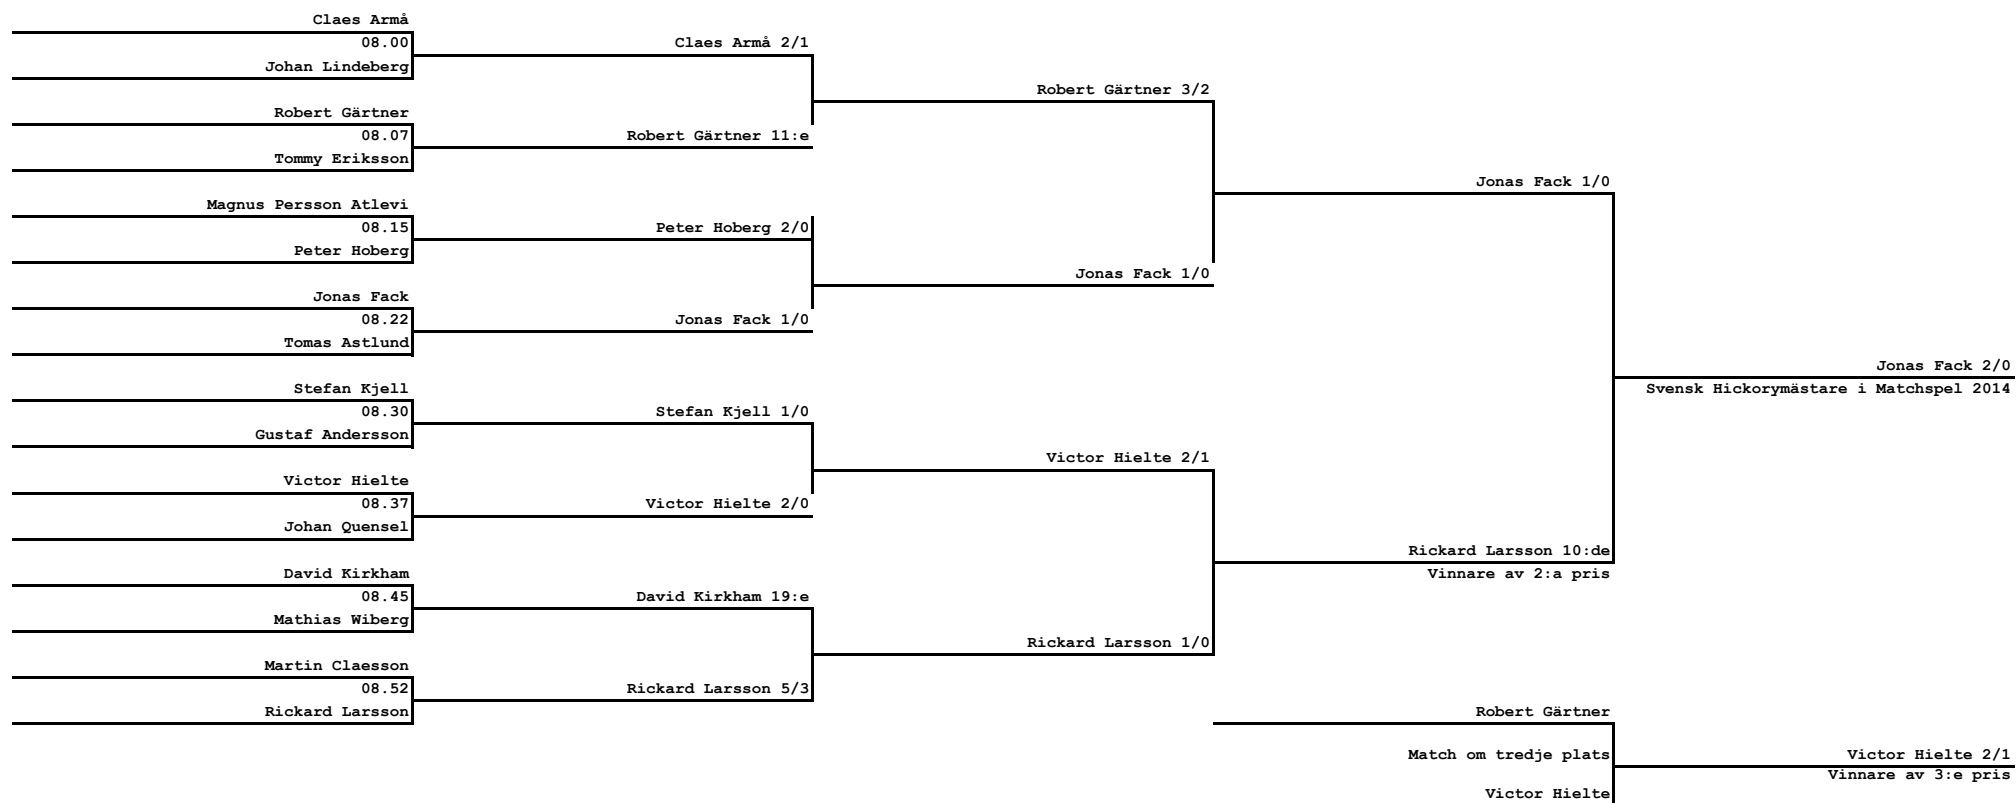 Claes Armå
08.00
Johan Lindeberg
Robert Gärtner
08.07
Tommy Eriksson
Magnus Persson Atlevi
08.15
Peter Hoberg
Jonas Fack
08.22
Tomas Astlund
Stefan Kjell
08.30
Gustaf Andersson
Victor Hielte
08.37
Johan Quensel
David Kirkham
08.45
Mathias Wiberg
Martin Claesson
08.52
Rickard Larsson
Claes Armå 2/1
Robert Gärtner 11:e
Peter Hoberg 2/0
Jonas Fack 1/0
Stefan Kjell 1/0
Victor Hielte 2/0
David Kirkham 19:e
Rickard Larsson 5/3
Robert Gärtner 3/2
Jonas Fack 1/0
Victor Hielte 2/1
Rickard Larsson 1/0
Jonas Fack 1/0
Rickard Larsson 10:de
Vinnare av 2:a pris
Jonas Fack 2/0
Svensk Hickorymästare i Matchspel 2014
Robert Gärtner
Match om tredje plats
Victor Hielte
Victor Hielte 2/1
Vinnare av 3:e pris